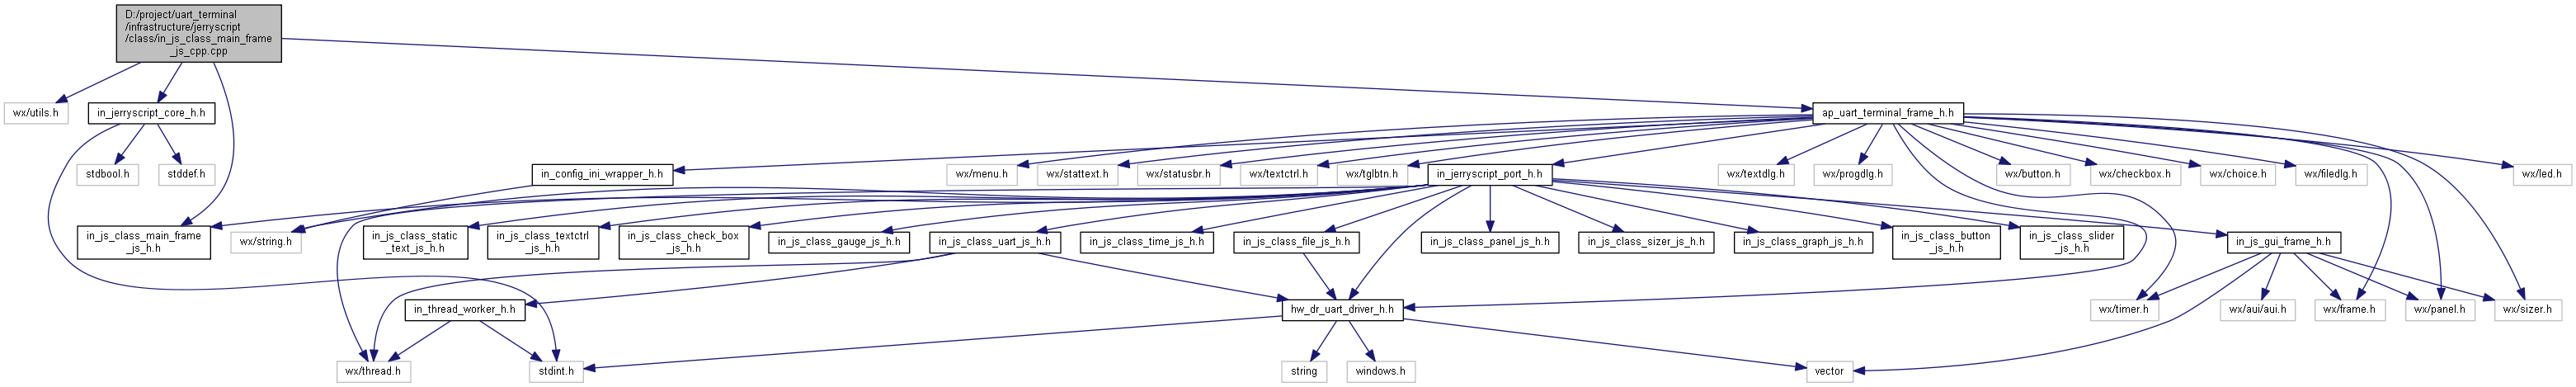 D:/project/uart_terminal
/infrastructure/jerryscript
/class/in_js_class_main_frame
_js_cpp.cpp
wx/utils.h
in_jerryscript_core_h.h
ap_uart_terminal_frame_h.h
stdbool.h
stddef.h
in_config_ini_wrapper_h.h
wx/menu.h
wx/stattext.h
wx/statusbr.h
wx/textctrl.h
wx/tglbtn.h
in_jerryscript_port_h.h
wx/textdlg.h
wx/progdlg.h
wx/button.h
wx/checkbox.h
wx/choice.h
wx/filedlg.h
wx/led.h
in_js_class_main_frame
_js_h.h
wx/string.h
in_js_class_static
_text_js_h.h
in_js_class_textctrl
_js_h.h
in_js_class_check_box
_js_h.h
in_js_class_gauge_js_h.h
in_js_class_uart_js_h.h
in_js_class_time_js_h.h
in_js_class_file_js_h.h
in_js_class_panel_js_h.h
in_js_class_sizer_js_h.h
in_js_class_graph_js_h.h
in_js_class_button
_js_h.h
in_js_class_slider
_js_h.h
in_js_gui_frame_h.h
in_thread_worker_h.h
hw_dr_uart_driver_h.h
wx/timer.h
wx/aui/aui.h
wx/frame.h
wx/panel.h
wx/sizer.h
wx/thread.h
stdint.h
string
windows.h
vector